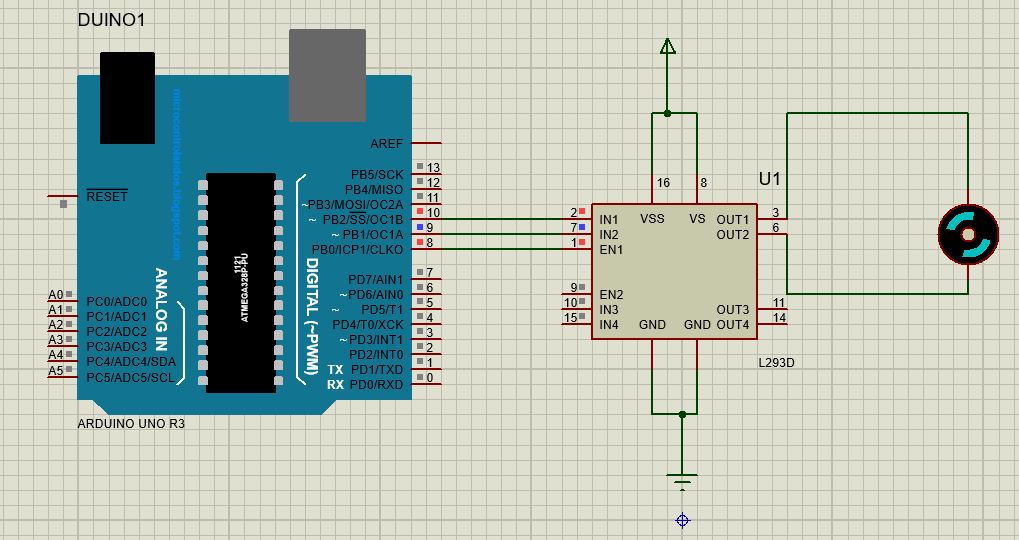 DUINO1
microcontrolandos.blogspot.com
AREF
RESET
PB5/SCK 13
PB4/MISO 12
~PB3/MOSI/OC2A 11
~ PB2/SS/OC1B 10
~ PB1/OC1A 9
PB0/ICP1/CLKO 8
PD7/AIN1 7
~ PD6/AIN0 6
~ PD5/T1 5
PD4/T0/XCK 4
~ PD3/INT1 3
PD2/INT0 2
TX PD1/TXD 1
RX PD0/RXD 0
1121
ATMEGA328P-PU
DIGITAL (~PWM)
ANALOG IN
A0 PC0/ADC0
A1 PC1/ADC1
A2 PC2/ADC2
A3 PC3/ADC3
A4 PC4/ADC4/SDA
A5 PC5/ADC5/SCL
ARDUINO UNO R3
U1
16 8
VSS VS
2 IN1
7 IN2
1 EN1
9 EN2
10 IN3
15 IN4
OUT1 3
OUT2 6
OUT3 11
OUT4 14
GND GND
L293D